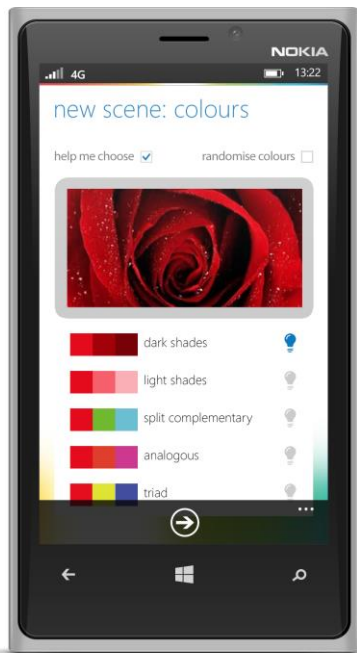 NOKIA
4G 13:22
new scene: colours
help me choose randomise colours
dark shades
light shades
split complementary
analogous
triad
...